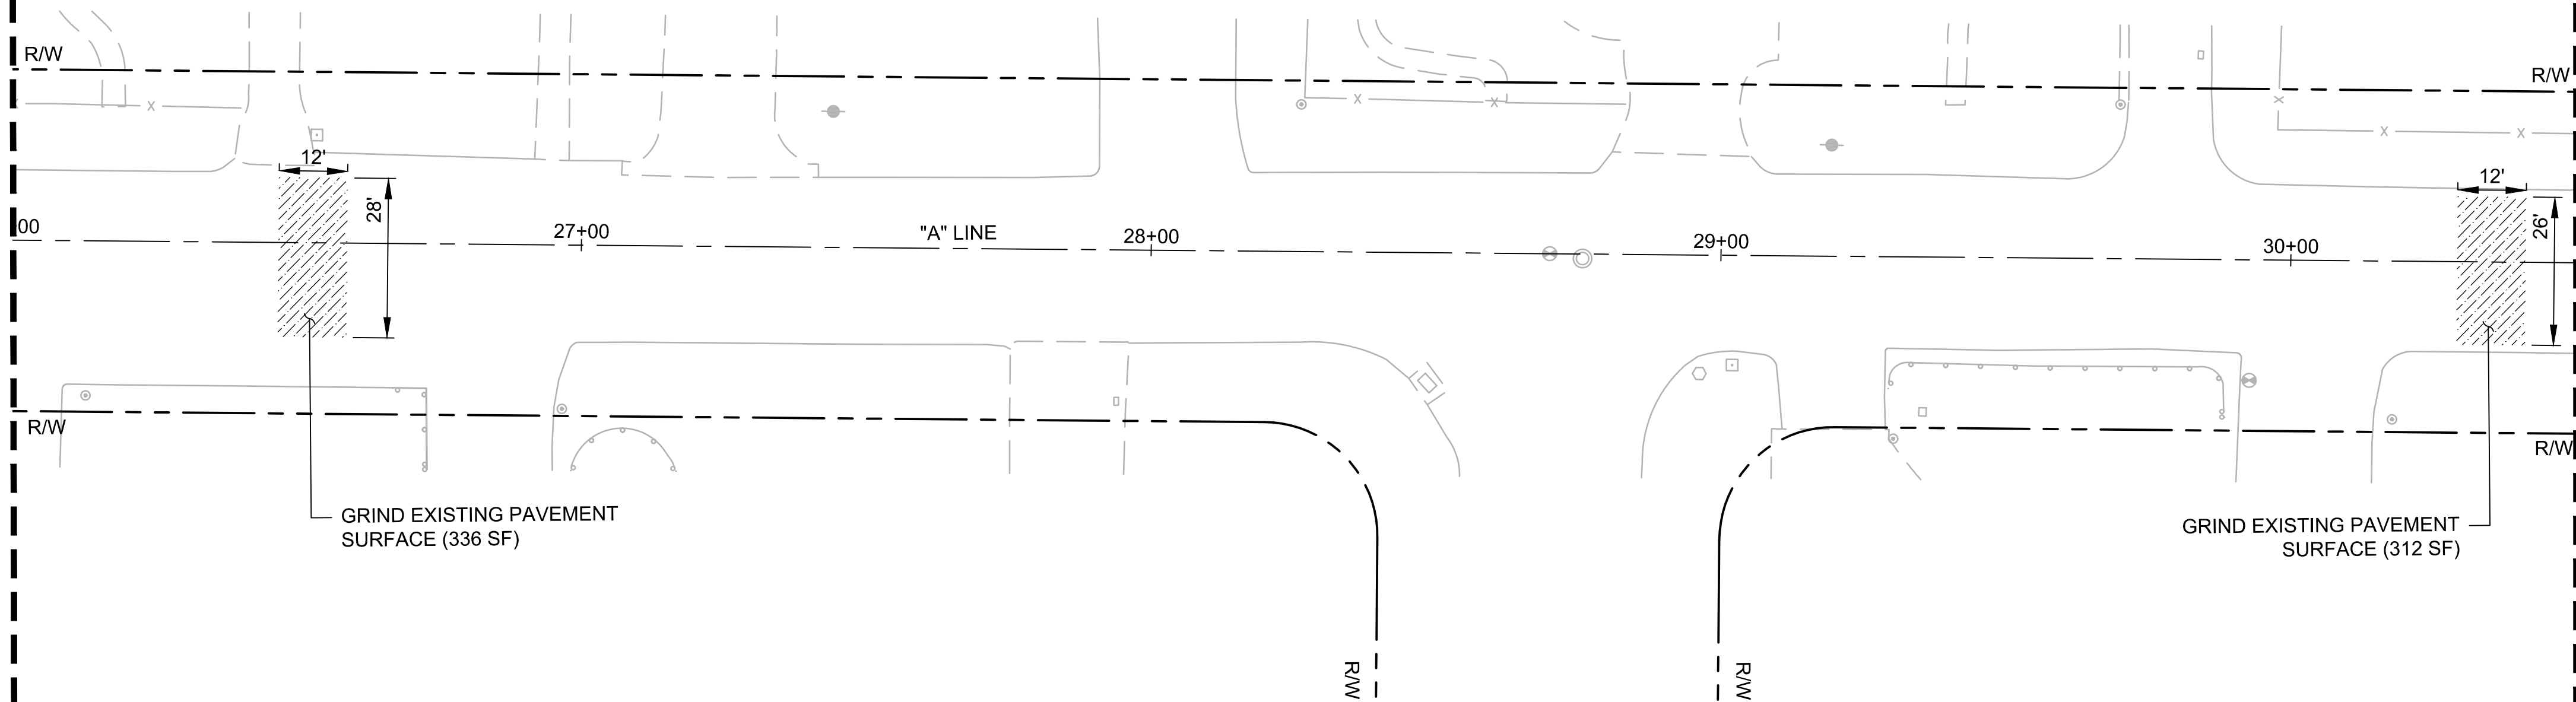 R/W
R/W
12'
12'
28'
26'
00
27+00
"A" LINE
28+00
29+00
30+00
R/W
R/W
GRIND EXISTING PAVEMENT
SURFACE (336 SF)
GRIND EXISTING PAVEMENT
SURFACE (312 SF)
R/W
R/W
X
X
X
X
X
X